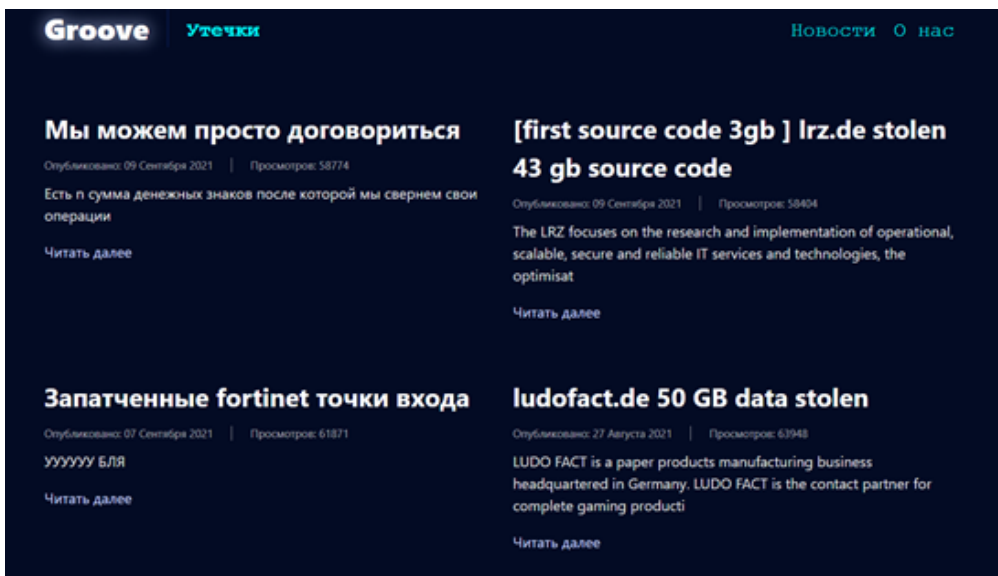 Groove
Утечки
Новости О нас
Мы можем просто договориться
Опубликовано: 09 Сентября 2021 | Просмотров: 58774
Есть n сумма денежных знаков после которой мы свернем свои
операции
Читать далее
[first source code 3gb ] lrz.de stolen
43 gb source code
Опубликовано: 09 Сентября 2021 | Просмотров: 58404
The LRZ focuses on the research and implementation of operational,
scalable, secure and reliable IT services and technologies, the
optimisat
Читать далее
Запатченные fortinet точки входа
Опубликовано: 07 Сентября 2021 | Просмотров: 61871
УУУУУУ БЛЯ
Читать далее
ludofact.de 50 GB data stolen
Опубликовано: 27 Августа 2021 | Просмотров: 63948
LUDO FACT is a paper products manufacturing business
headquartered in Germany. LUDO FACT is the contact partner for
complete gaming producti
Читать далее